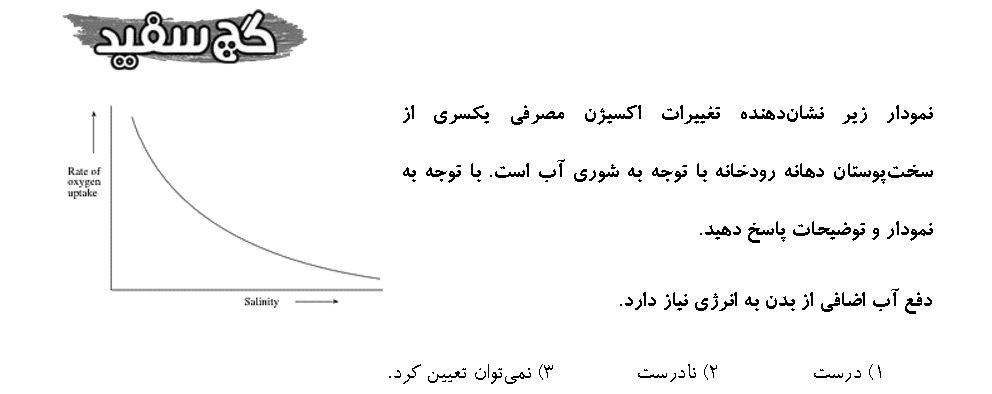 گچ سفید
نمودار زیر نشان‌دهنده تغییرات اکسیژن مصرفی یکسری از
سخت‌پوستان دهانه رودخانه با توجه به شوری آب است. با توجه به
نمودار و توضیحات پاسخ دهید.
دفع آب اضافی از بدن به انرژی نیاز دارد.
۱) درست ۲) نادرست ۳) نمی‌توان تعیین کرد.
Rate of
oxygen
uptake
Salinity